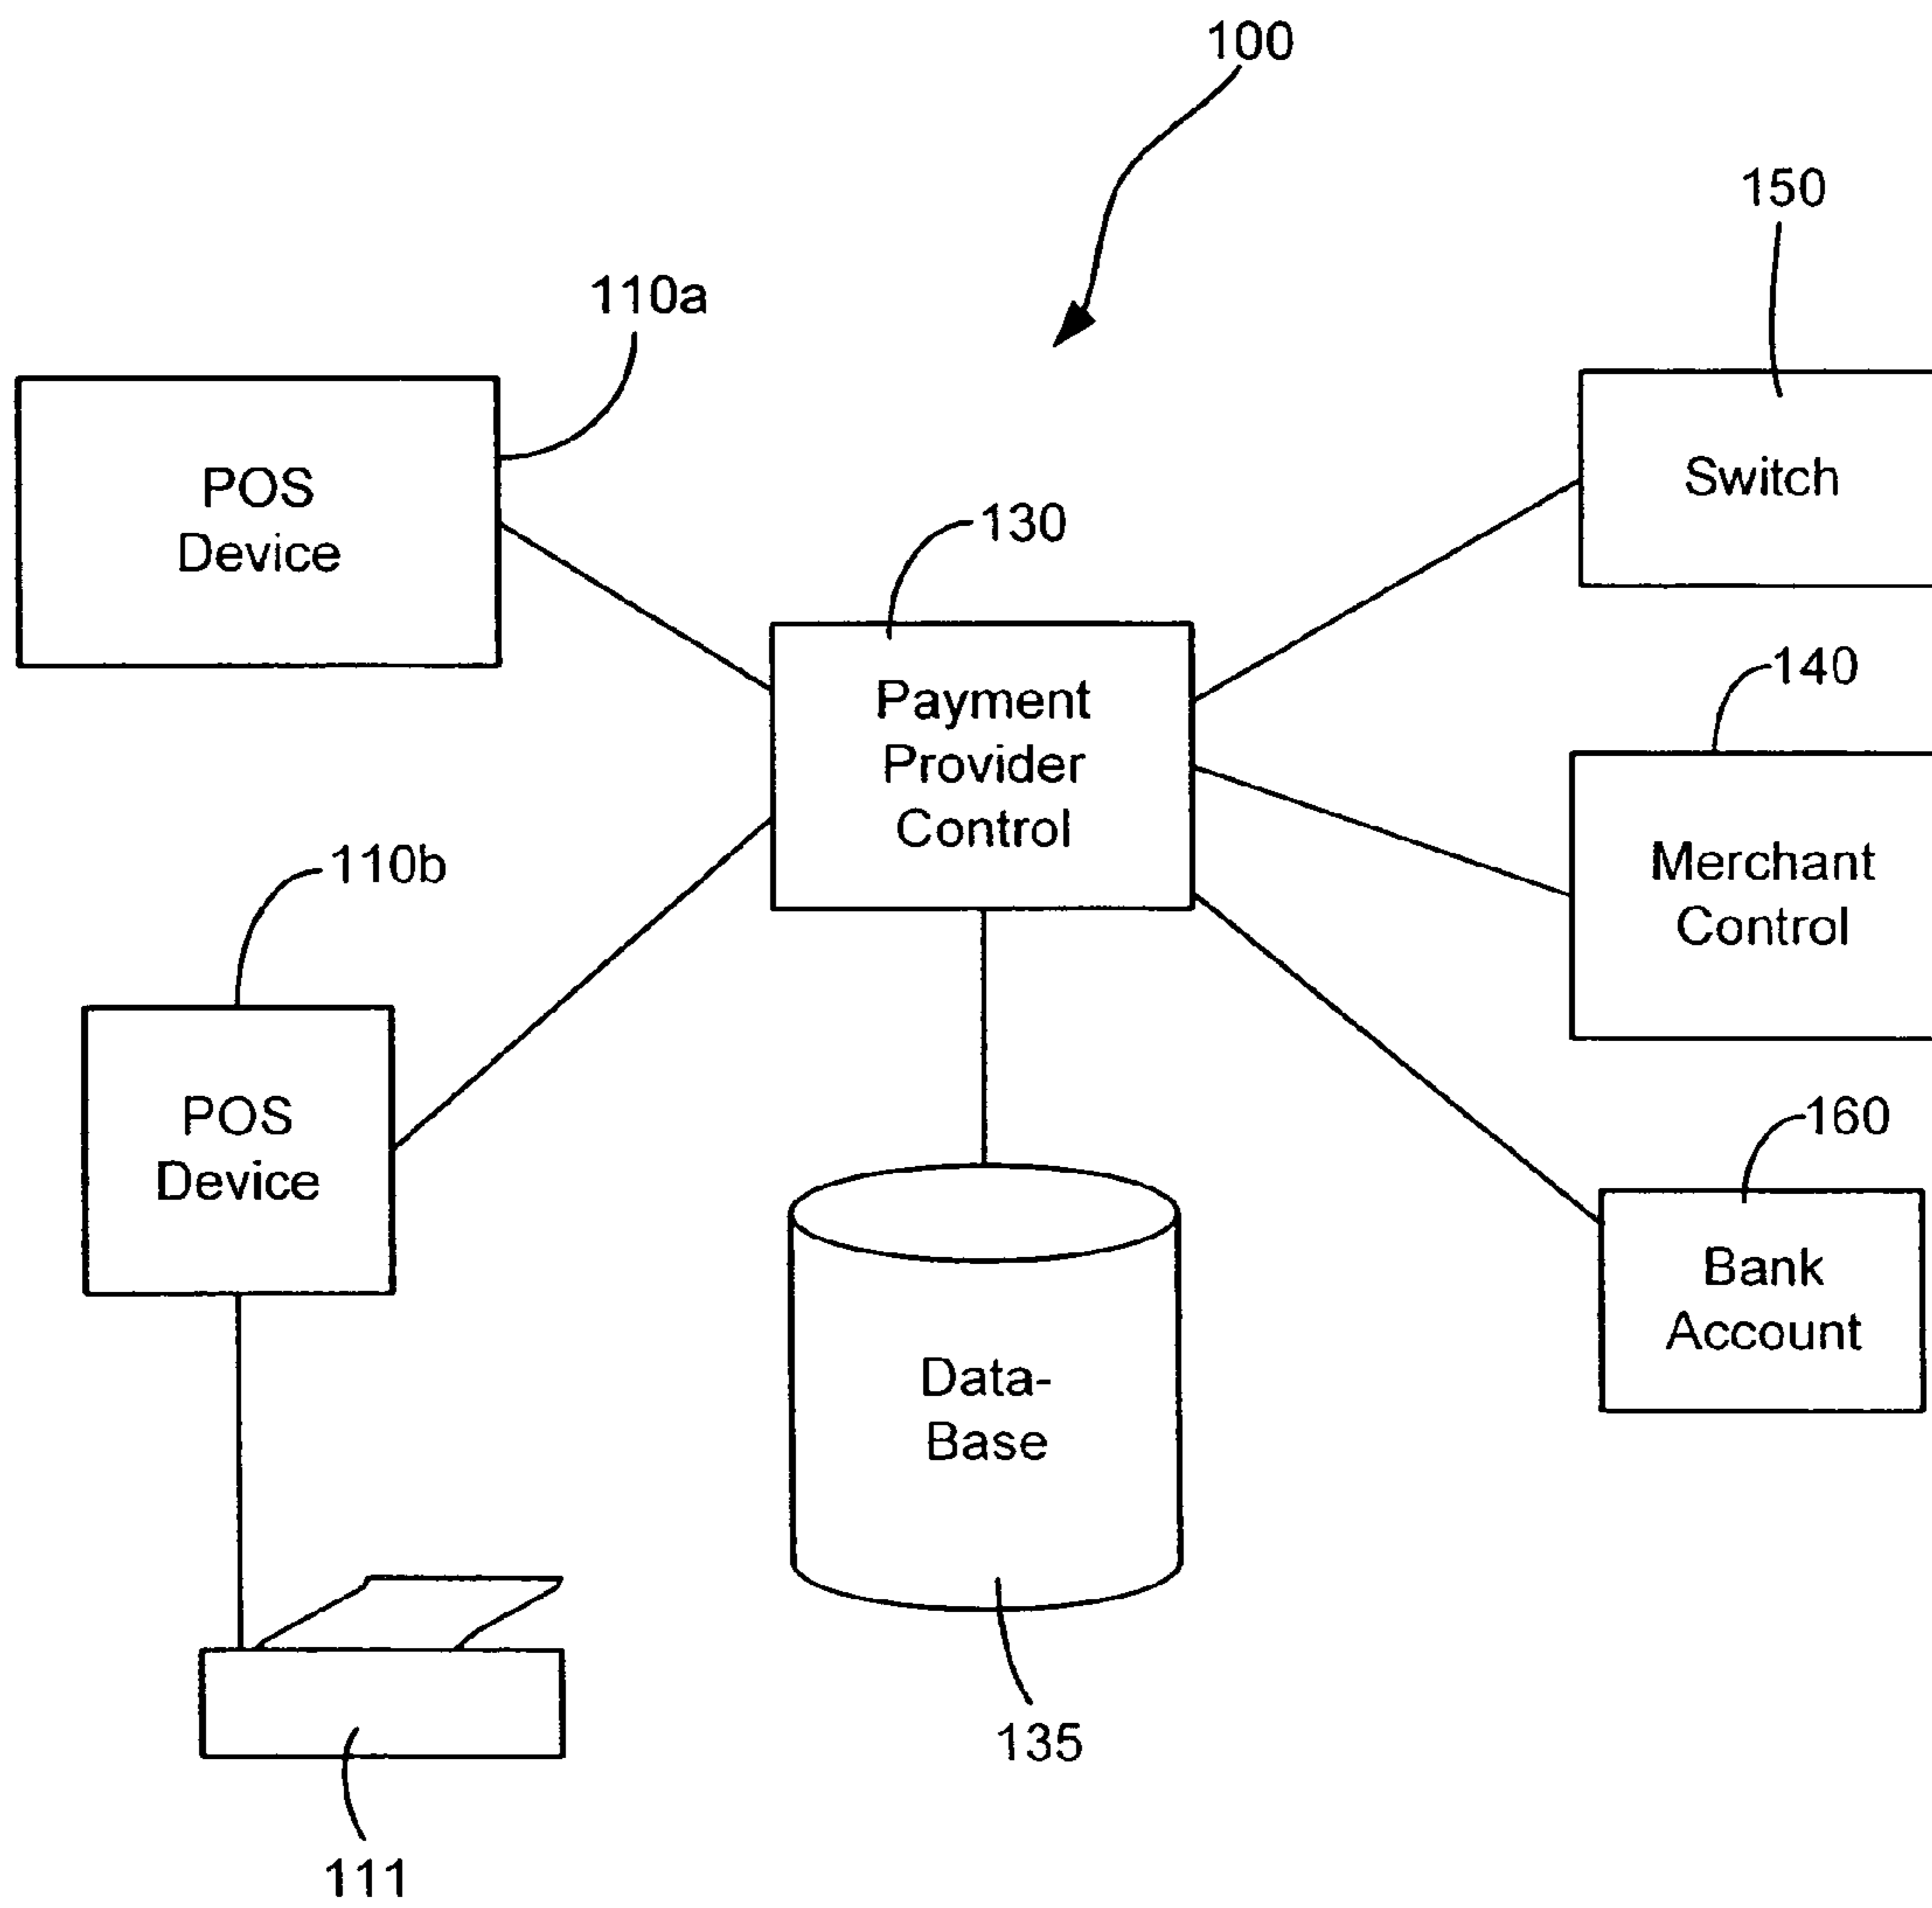 100
150
110a
POS
Device
Switch
130
140
Payment
Provider
Control
Merchant
Control
110b
POS
Device
160
Bank
Account
Data-
Base
135
111